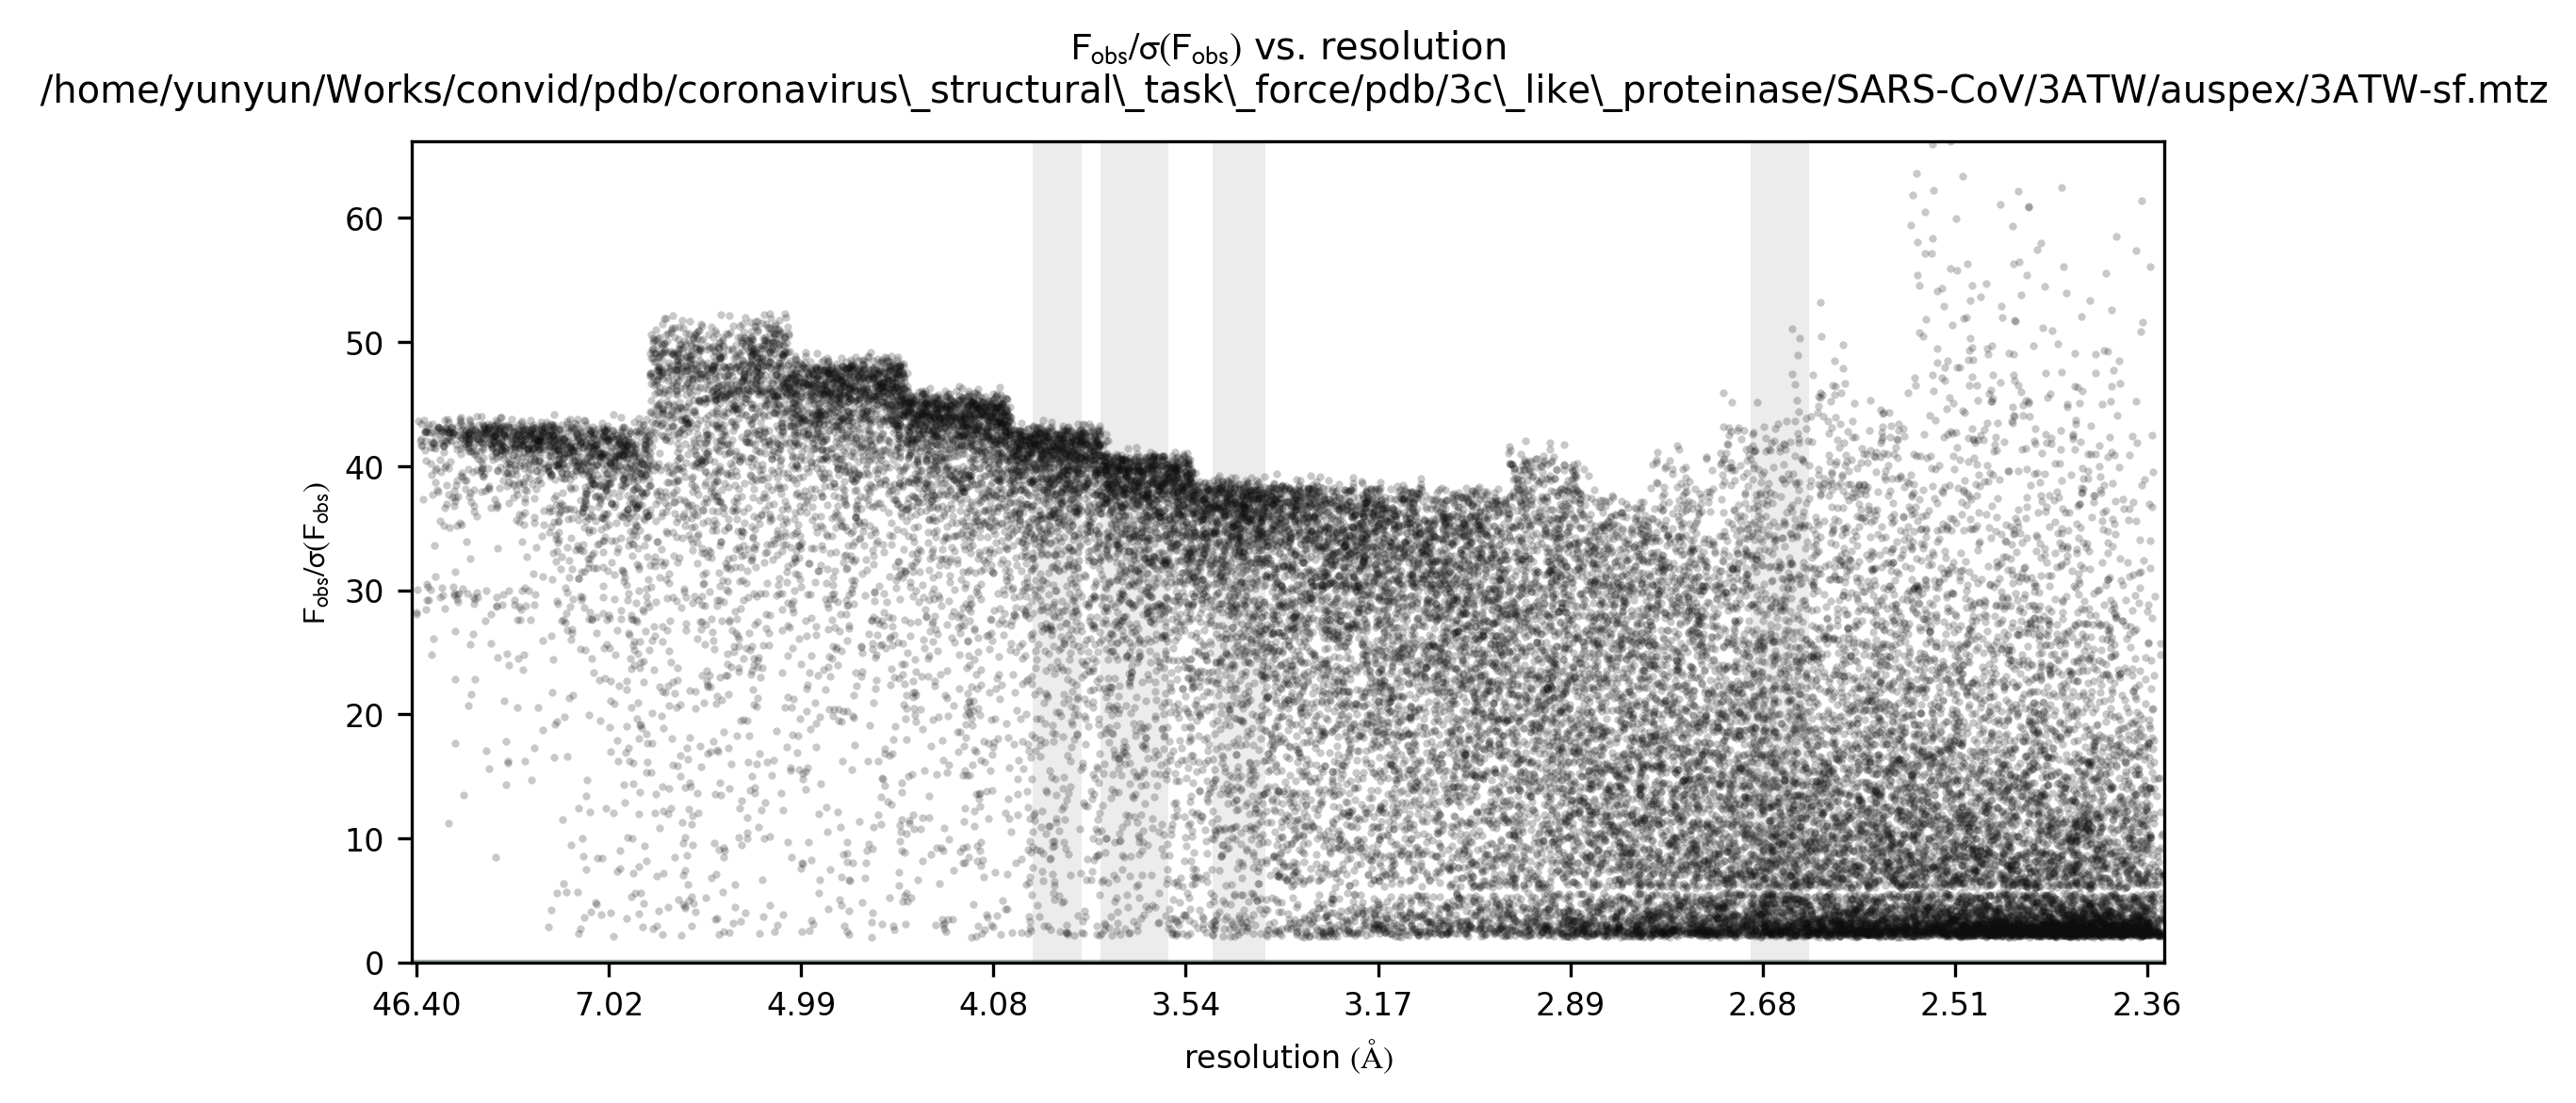 Fobs/σ(Fobs) vs. resolution
/home/yunyun/Works/convid/pdb/coronavirus\_structural\_task\_force/pdb/3c\_like\_proteinase/SARS-CoV/3ATW/auspex/3ATW-sf.mtz
Fobs/σ(Fobs)
60
50
40
30
20
10
0
46.40 7.02 4.99 4.08 3.54 3.17 2.89 2.68 2.51 2.36
resolution (Å)